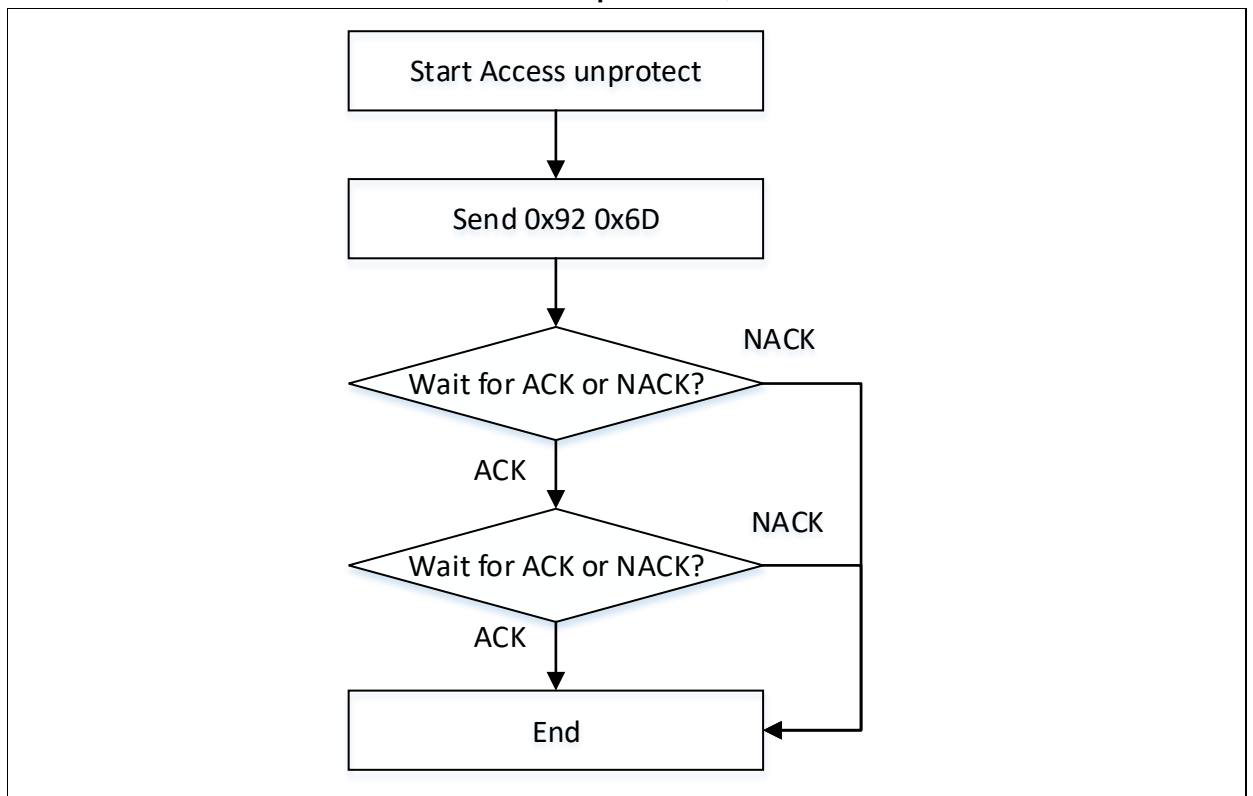 Start Access unprotect
Send 0x92 0x6D
NACK
Wait for ACK or NACK?
ACK
NACK
Wait for ACK or NACK?
ACK
End